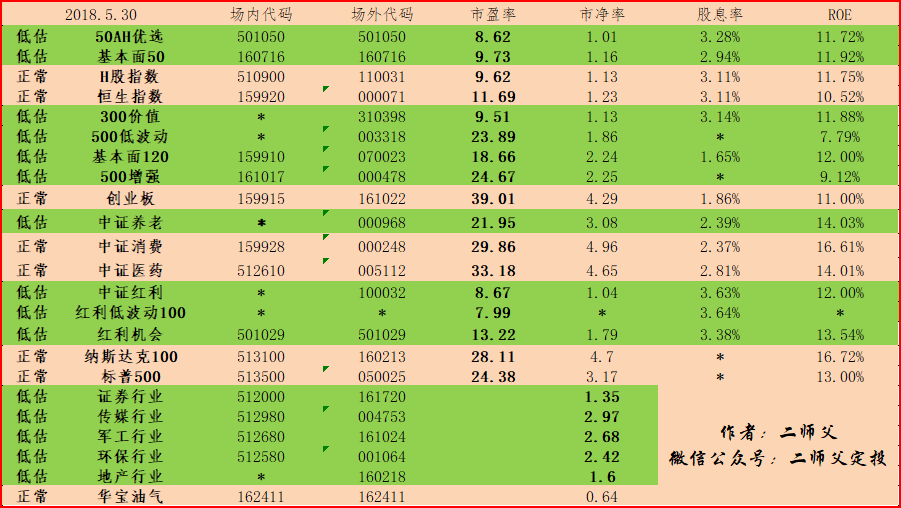 2018.5.30 场内代码 场外代码 市盈率 市净率 股息率 ROE
低估 50AH优选 501050 501050 8.62 1.01 3.28% 11.72%
低估 基本面50 160716 160716 9.73 1.16 2.94% 11.92%
正常 H股指数 510900 110031 9.62 1.13 3.11% 11.75%
正常 恒生指数 159920 000071 11.69 1.23 3.11% 10.52%
低估 300价值 * 310398 9.51 1.13 3.14% 11.88%
低估 500低波动 * 003318 23.89 1.86 * 7.79%
低估 基本面120 159910 070023 18.66 2.24 1.65% 12.00%
低估 500增强 161017 000478 24.67 2.25 * 9.12%
正常 创业板 159915 161022 39.01 4.29 1.86% 11.00%
低估 中证养老 * 000968 21.95 3.08 2.39% 14.03%
正常 中证消费 159928 000248 29.86 4.96 2.37% 16.61%
正常 中证医药 512610 005112 33.18 4.65 2.81% 14.01%
低估 中证红利 * 100032 8.67 1.04 3.63% 12.00%
低估 红利低波动100 * * 7.99 * 3.64% *
低估 红利机会 501029 501029 13.22 1.79 3.38% 13.54%
正常 纳斯达克100 513100 160213 28.11 4.7 * 16.72%
正常 标普500 513500 050025 24.38 3.17 * 13.00%
低估 证券行业 512000 161720 1.35
低估 传媒行业 512980 004753 2.97
低估 军工行业 512680 161024 2.68
低估 环保行业 512580 001064 2.42
低估 地产行业 * 160218 1.6
正常 华宝油气 162411 162411 0.64
作者：二师父
微信公众号：二师父定投